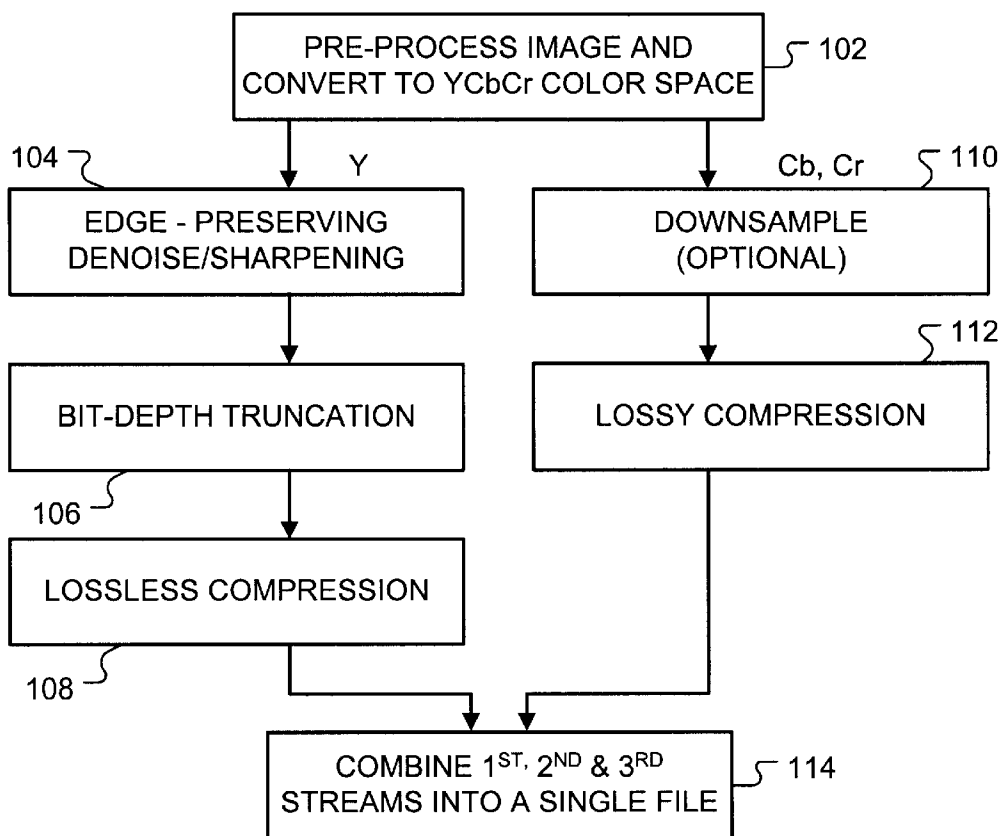 PRE-PROCESS IMAGE AND
CONVERT TO YCbCr COLOR SPACE
102
104
Y
Cb, Cr
110
EDGE - PRESERVING
DENOISE/SHARPENING
DOWNSAMPLE
(OPTIONAL)
112
BIT-DEPTH TRUNCATION
LOSSY COMPRESSION
106
LOSSLESS COMPRESSION
108
COMBINE 1ST, 2ND & 3RD
STREAMS INTO A SINGLE FILE
114